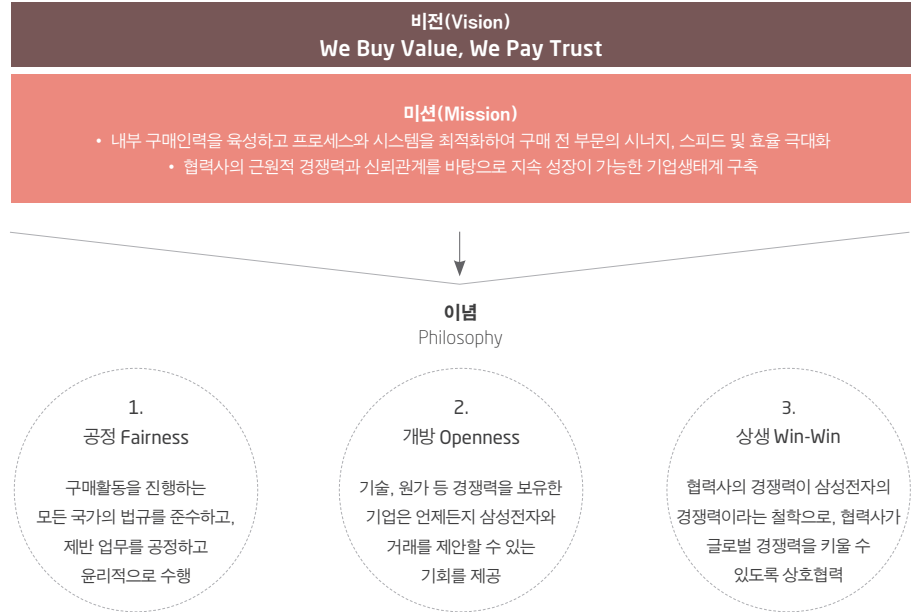 비전(Vision)
We Buy Value, We Pay Trust
미션(Mission)
• 내부 구매인력을 육성하고 프로세스와 시스템을 최적화하여 구매 전 부문의 시너지, 스피드 및 효율 극대화
• 협력사의 근원적 경쟁력과 신뢰관계를 바탕으로 지속 성장이 가능한 기업생태계 구축
이념
Philosophy
1.
공정 Fairness
구매활동을 진행하는
모든 국가의 법규를 준수하고,
제반 업무를 공정하고
윤리적으로 수행
2.
개방 Openness
기술, 원가 등 경쟁력을 보유한
기업은 언제든지 삼성전자와
거래를 제안할 수 있는
기회를 제공
3.
상생 Win-Win
협력사의 경쟁력이 삼성전자의
경쟁력이라는 철학으로, 협력사가
글로벌 경쟁력을 키울 수
있도록 상호협력